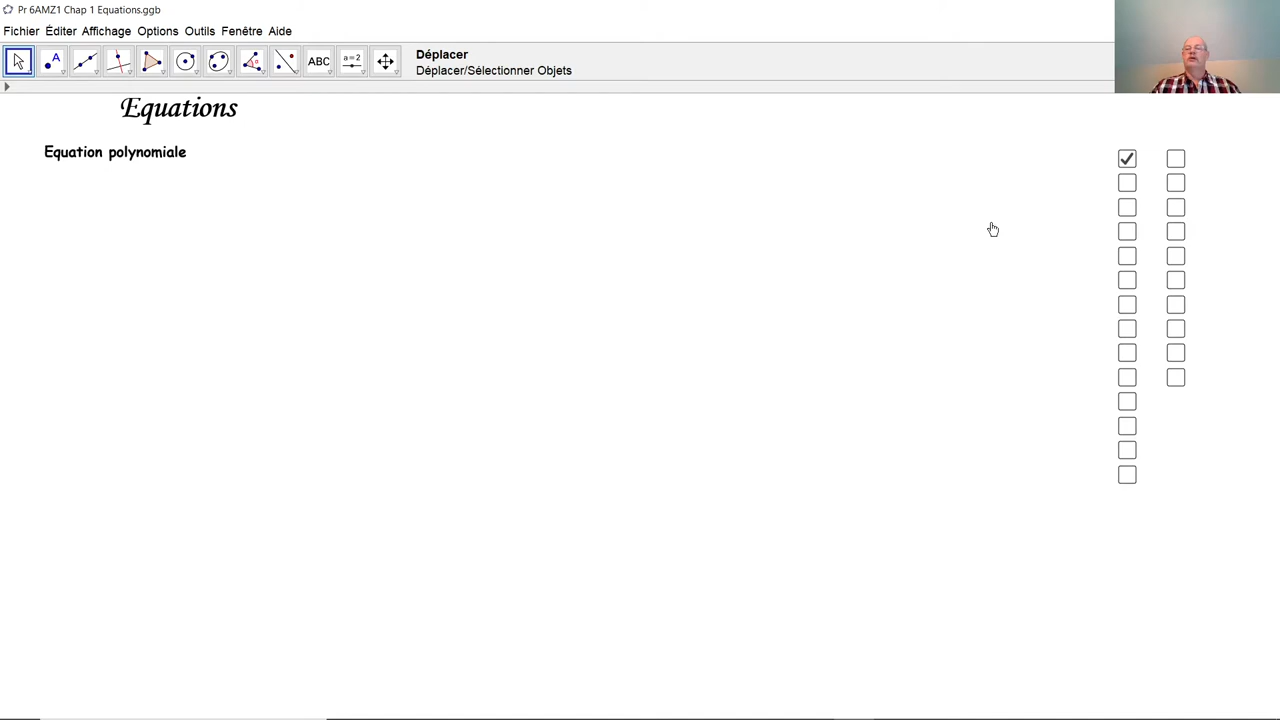 Pr 6AMZ1 Chap 1 Equations.ggb
Fichier Éditer Affichage Options Outils Fenêtre Aide
A
ABC
a=2
Déplacer
Déplacer/Sélectionner Objets
Equations
Equation polynomiale